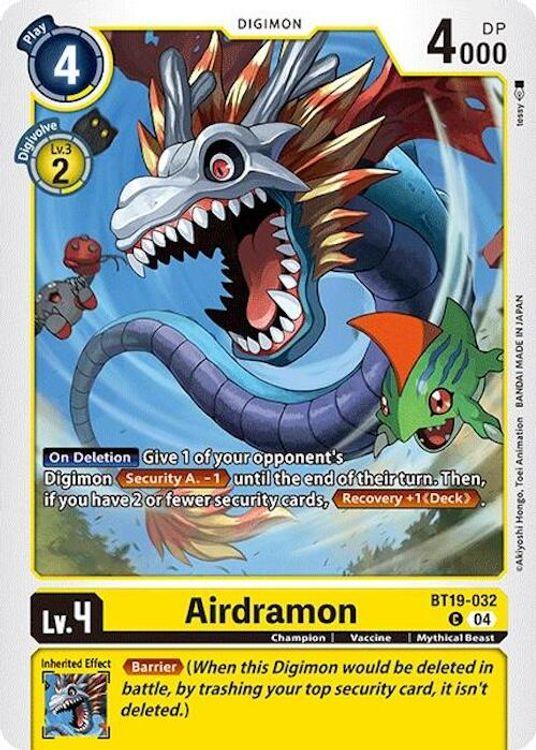 DIGIMON
Play
4
DP
4000
Digivolve
Lv.3
2
tessy
On Deletion Give 1 of your opponent's
Digimon Security A. -1 until the end of their turn. Then,
if you have 2 or fewer security cards, Recovery +1《Deck》.
©Akiyoshi Hongo, Toei Animation BANDAI MADE IN JAPAN
Lv.4
Airdramon
BT19-032
C 04
Champion | Vaccine | Mythical Beast
Inherited Effect
Barrier (When this Digimon would be deleted in
battle, by trashing your top security card, it isn't
deleted.)